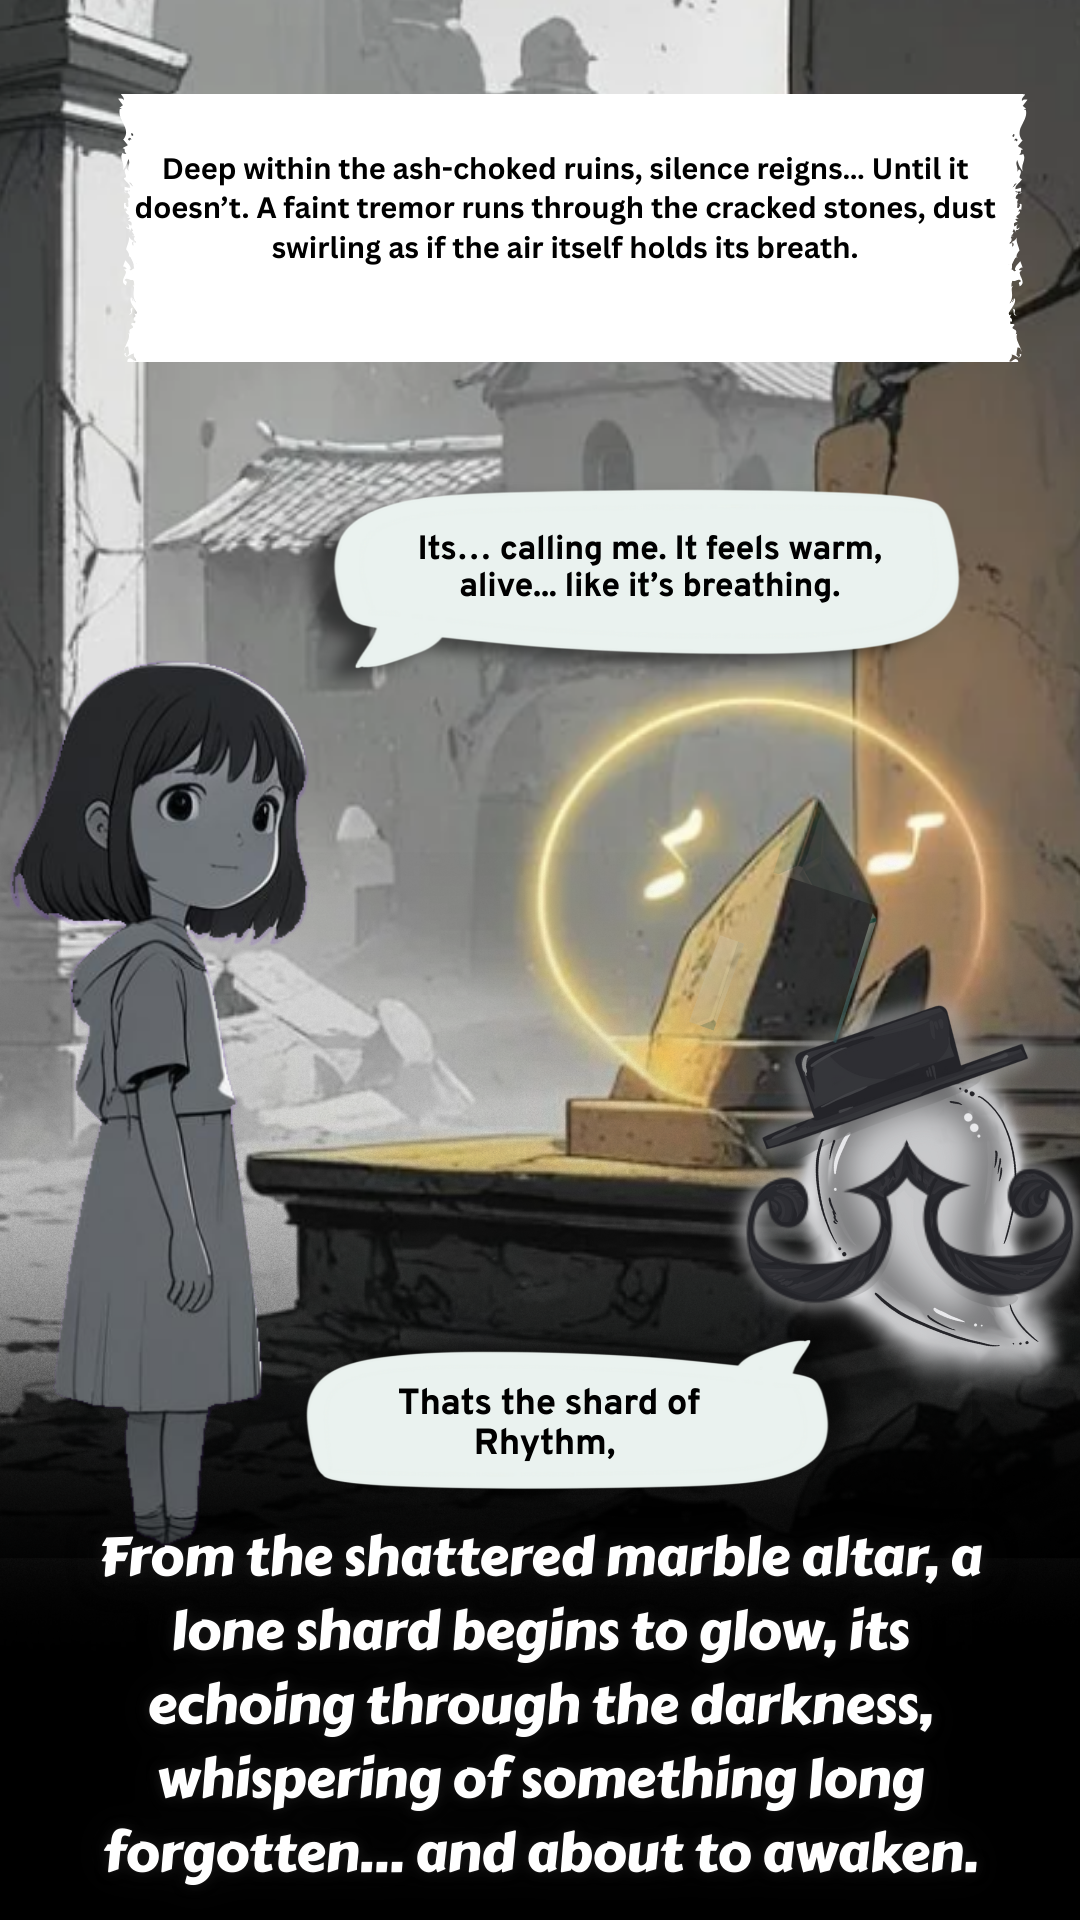 Deep within the ash-choked ruins, silence reigns... Until it
doesn’t. A faint tremor runs through the cracked stones, dust
swirling as if the air itself holds its breath.
Its... calling me. It feels warm,
alive... like it’s breathing.
Thats the shard of
Rhythm,
From the shattered marble altar, a
lone shard begins to glow, its
echoing through the darkness,
whispering of something long
forgotten... and about to awaken.